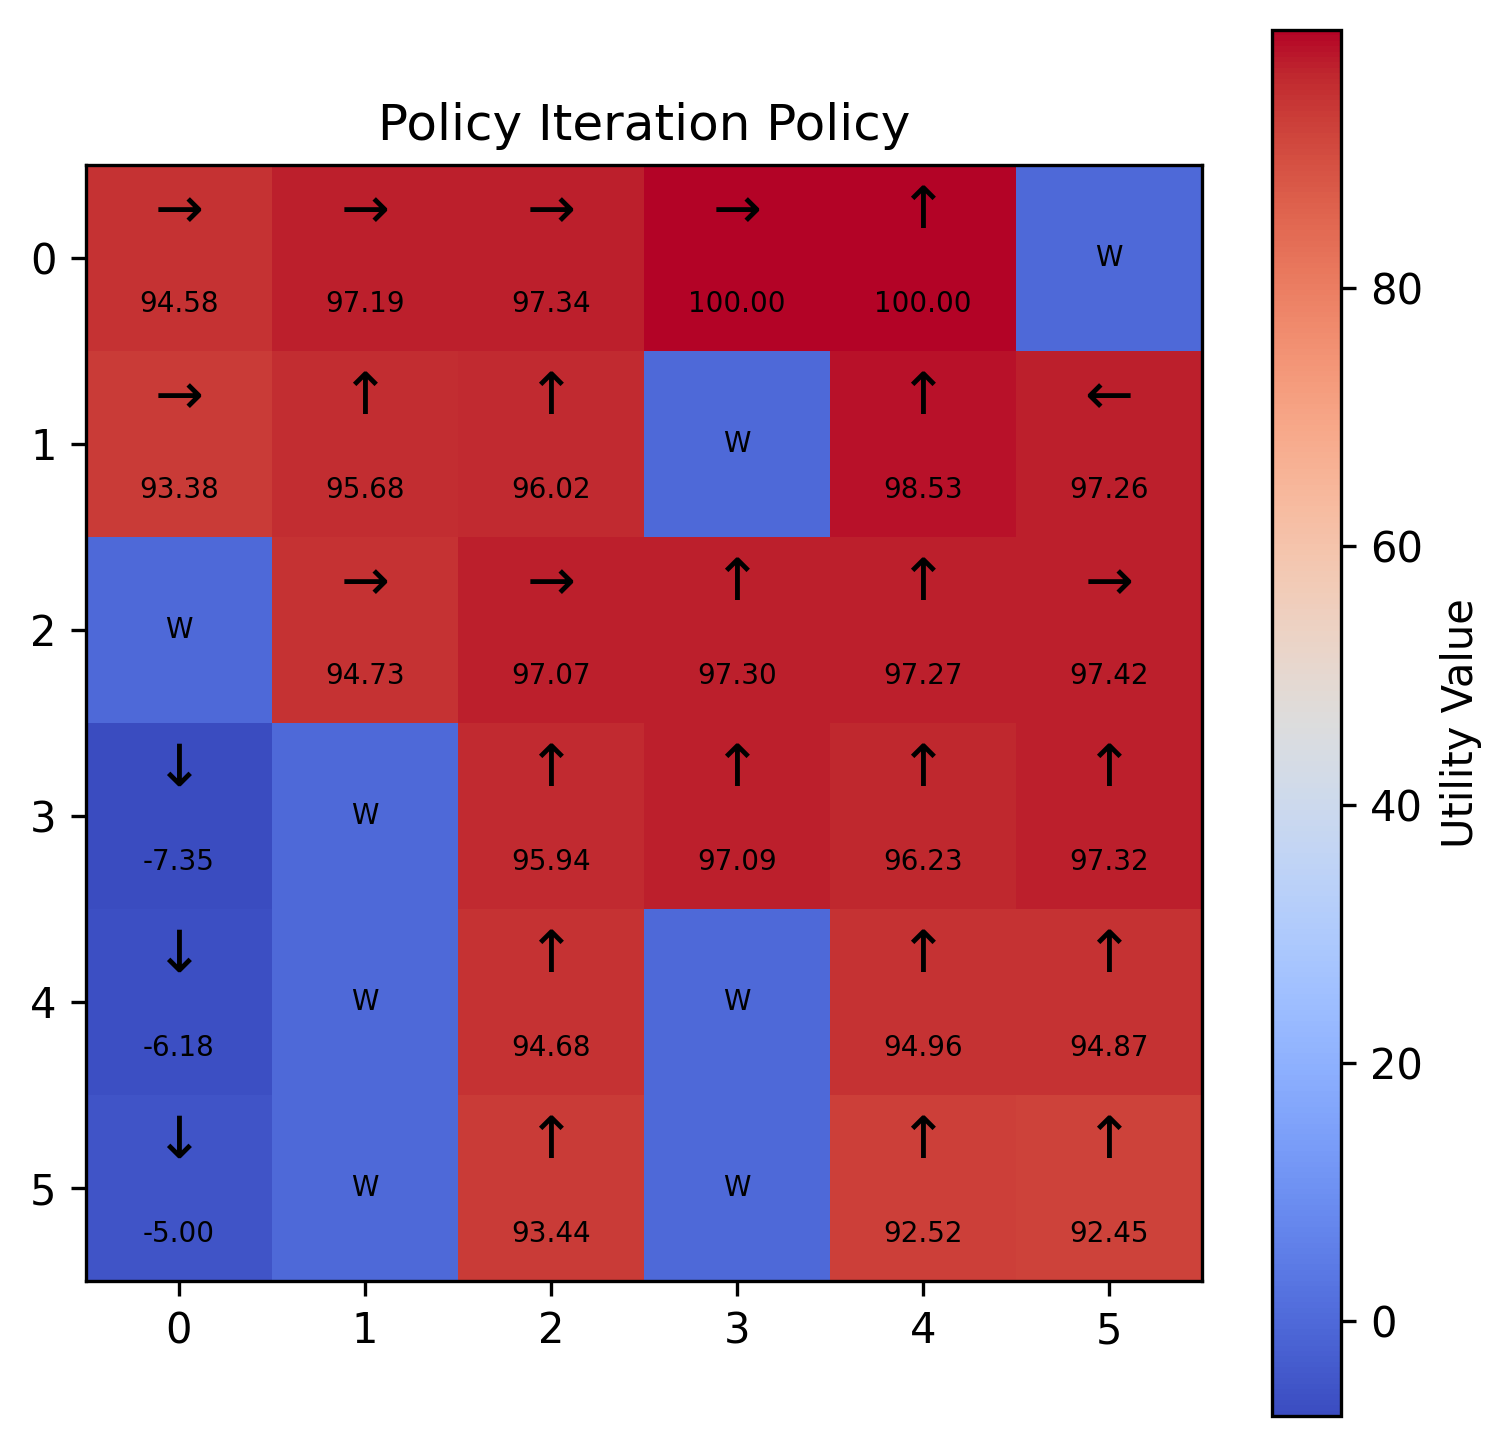 Policy Iteration Policy
→ → → → ↑
0 W 80
94.58 97.19 97.34 100.00 100.00
→ ↑ ↑ ↑ ←
1 W
93.38 95.68 96.02 98.53 97.26
60
→ → ↑ ↑ →
2 W
94.73 97.07 97.30 97.27 97.42
Utility Value
↓ ↑ ↑ ↑ ↑
3 W 40
-7.35 95.94 97.09 96.23 97.32
↓ ↑ ↑ ↑
4 W W
-6.18 94.68 94.96 94.87
20
↓ ↑ ↑ ↑
5 W W
-5.00 93.44 92.52 92.45
0 1 2 3 4 5
0